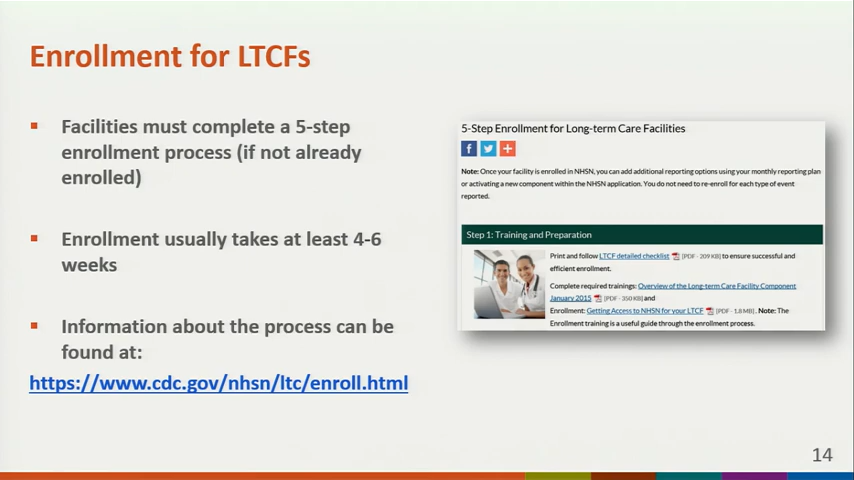 Enrollment for LTCFs
▪ Facilities must complete a 5-step
enrollment process (if not already
enrolled)
▪ Enrollment usually takes at least 4-6
weeks
▪ Information about the process can be
found at:
https://www.cdc.gov/nhsn/ltc/enroll.html
5-Step Enrollment for Long-term Care Facilities
Note: Once your facility is enrolled in NHSN, you can add additional reporting options using your monthly reporting plan
or activating a new component within the NHSN application. You do not need to re-enroll for each type of event
reported.
Step 1: Training and Preparation
Print and follow LTCF detailed checklist [PDF - 209 KB] to ensure successful and
efficient enrollment.
Complete required trainings: Overview of the Long-term Care Facility Component
January 2015 [PDF - 350 KB] and
Enrollment: Getting Access to NHSN for your LTCF [PDF - 1.8 MB]. Note: The
Enrollment training is a useful guide through the enrollment process.
14